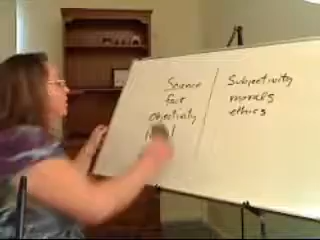 Science
fact
objectivity
Subjectivity
morals
ethics